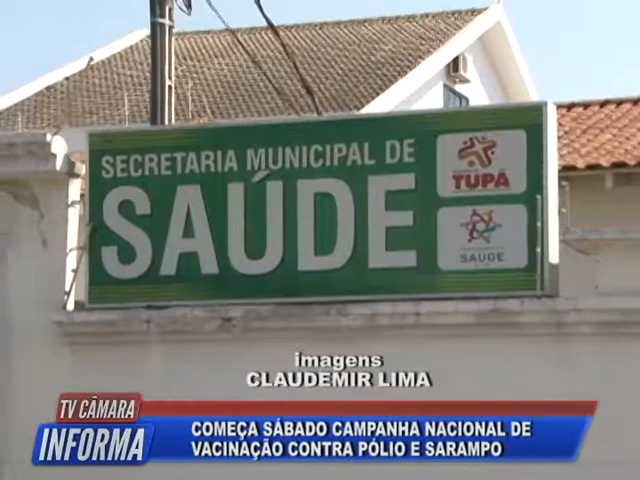 SECRETARIA MUNICIPAL DE
SAÚDE
TUPÃ
SAUDE
imagens
CLAUDEMIR LIMA
TV CÂMARA
INFORMA
COMEÇA SÁBADO CAMPANHA NACIONAL DE
VACINAÇÃO CONTRA PÓLIO E SARAMPO